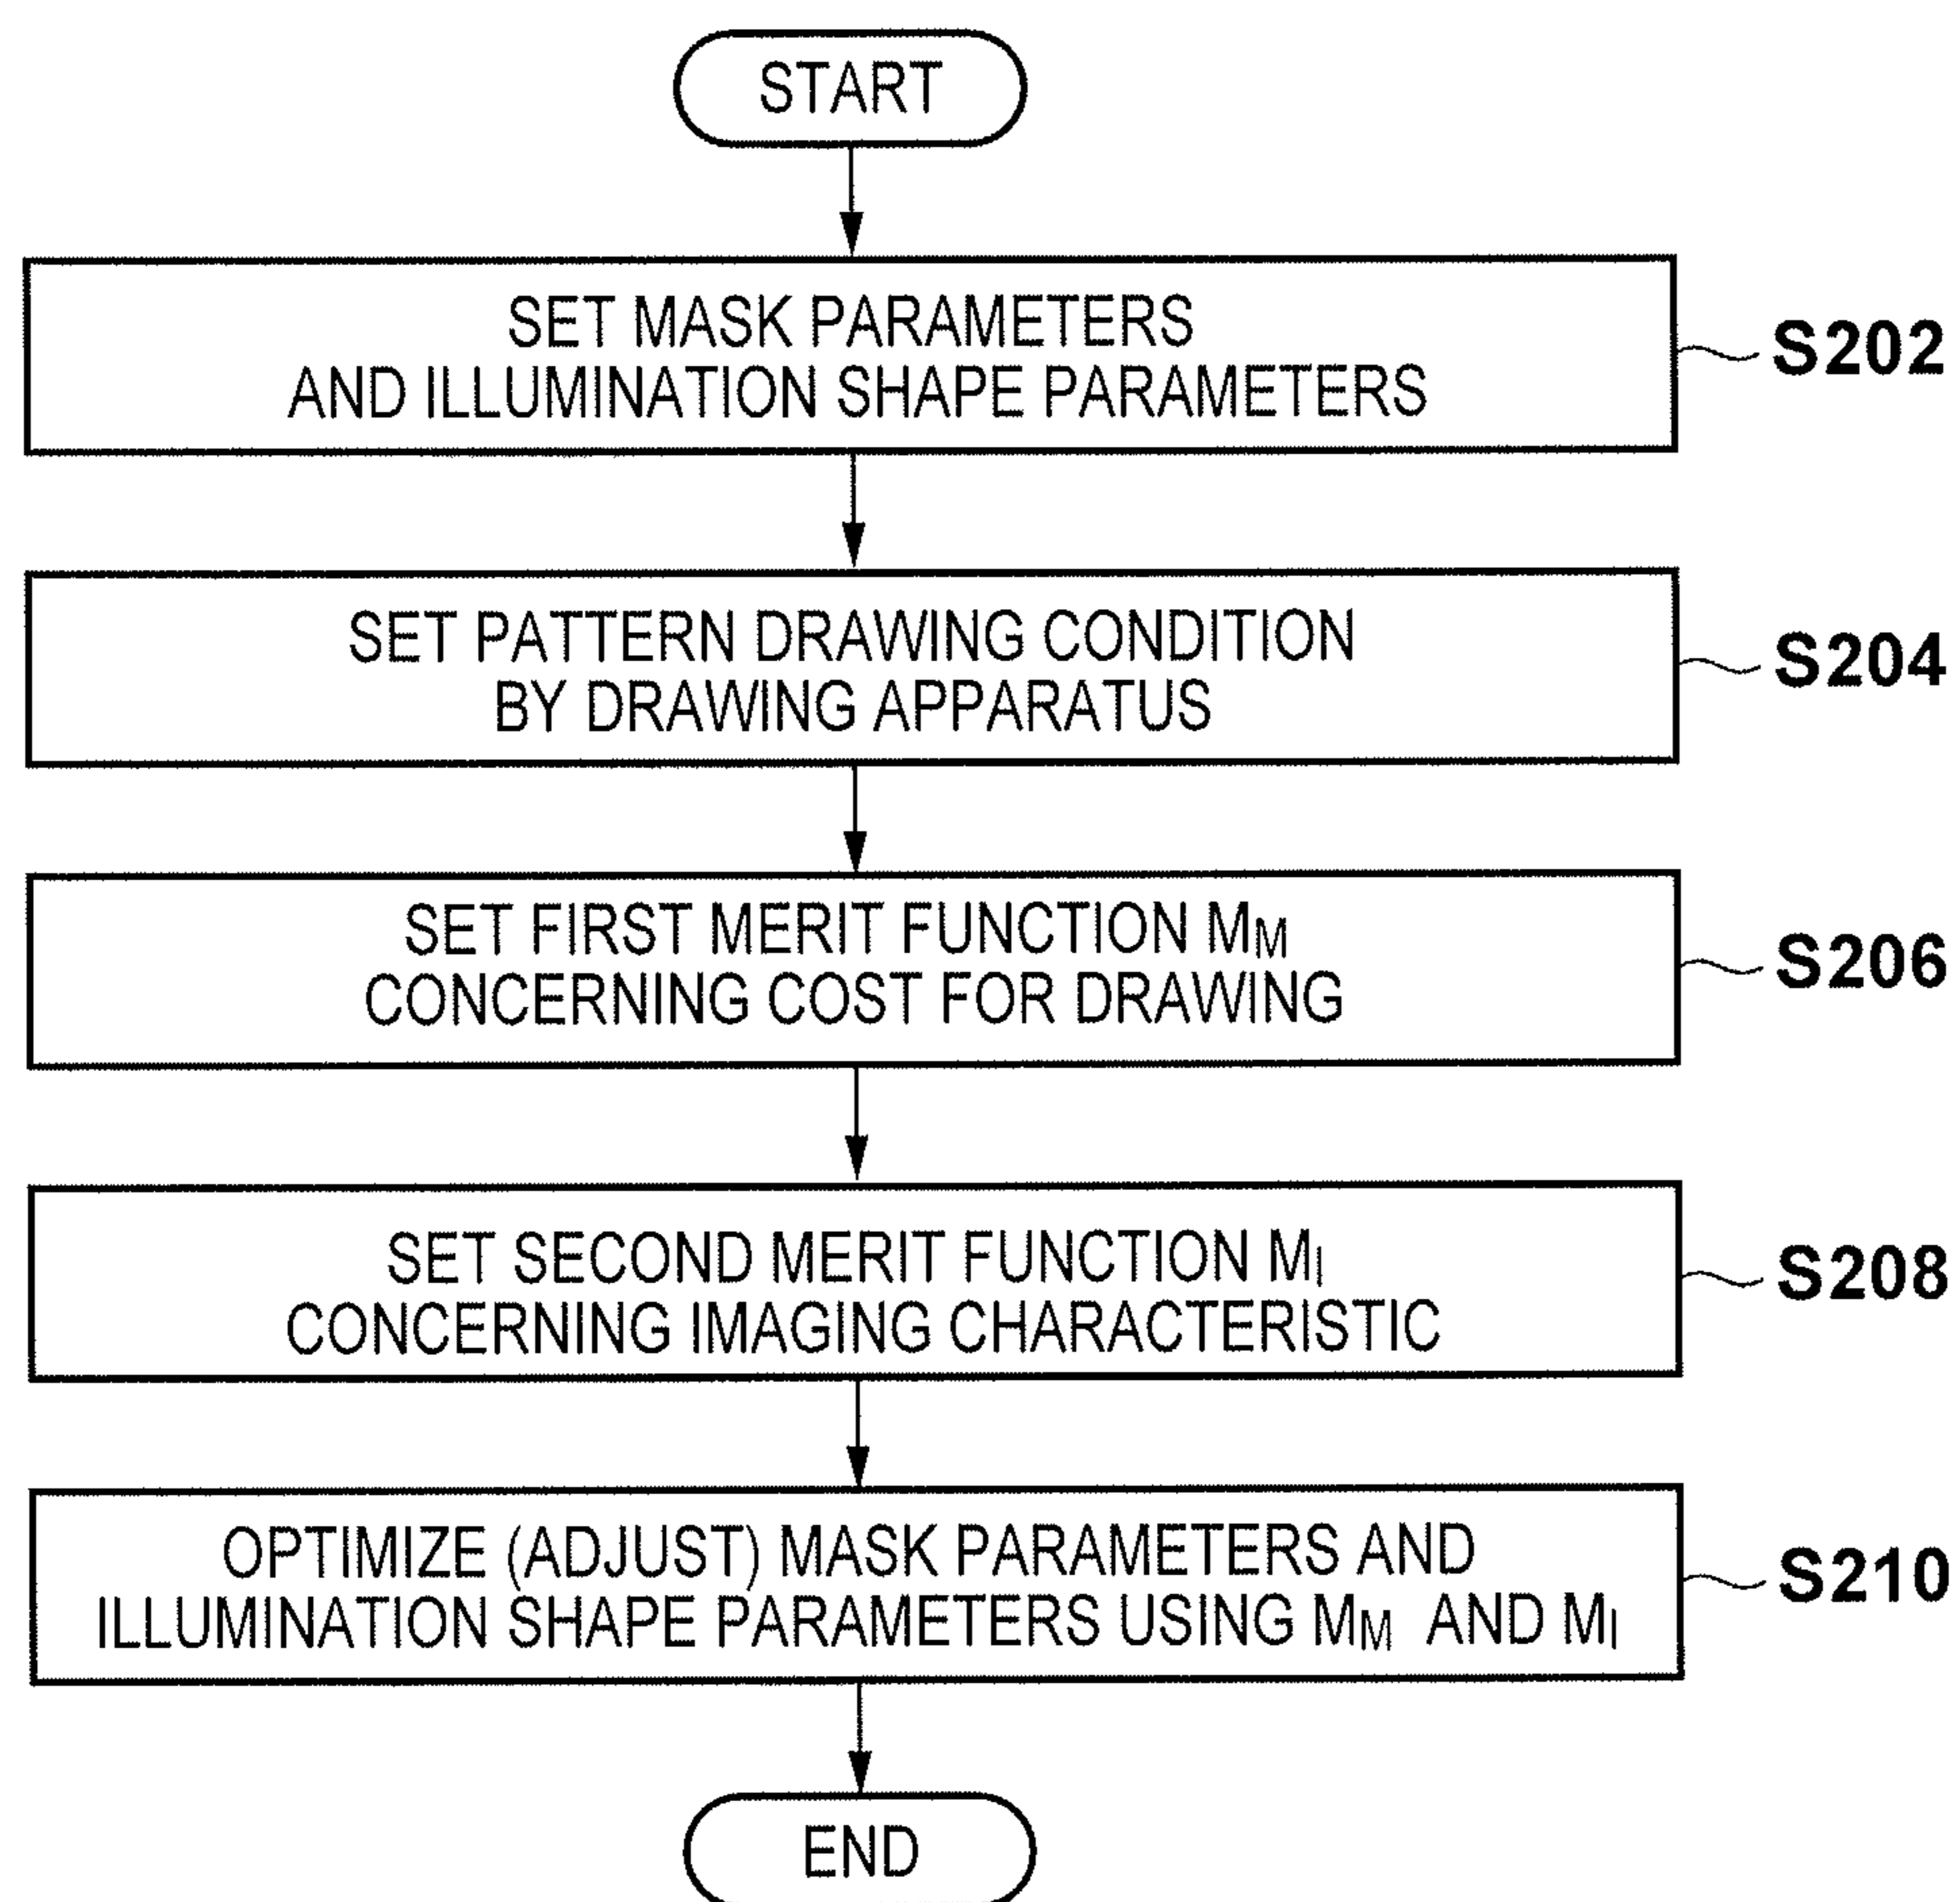 START
SET MASK PARAMETERS
AND ILLUMINATION SHAPE PARAMETERS
S202
SET PATTERN DRAWING CONDITION
BY DRAWING APPARATUS
S204
SET FIRST MERIT FUNCTION MM
CONCERNING COST FOR DRAWING
S206
SET SECOND MERIT FUNCTION MI
CONCERNING IMAGING CHARACTERISTIC
S208
OPTIMIZE (ADJUST) MASK PARAMETERS AND
ILLUMINATION SHAPE PARAMETERS USING MM AND MI
S210
END